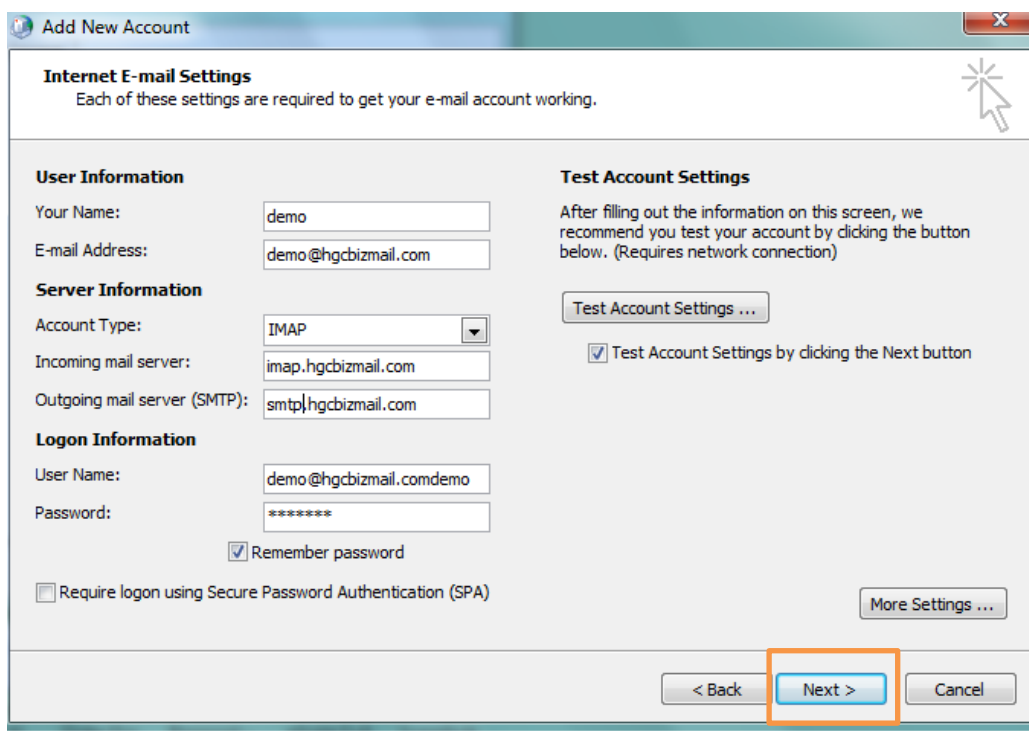 Add New Account
Internet E-mail Settings
Each of these settings are required to get your e-mail account working.
User Information
Your Name: demo
E-mail Address: demo@hgcbizmail.com
Server Information
Account Type: IMAP
Incoming mail server: imap.hgcbizmail.com
Outgoing mail server (SMTP): smtp.hgcbizmail.com
Logon Information
User Name: demo@hgcbizmail.comdemo
Password: *******
Remember password
Require logon using Secure Password Authentication (SPA)
Test Account Settings
After filling out the information on this screen, we
recommend you test your account by clicking the button
below. (Requires network connection)
Test Account Settings ...
Test Account Settings by clicking the Next button
More Settings ...
< Back
Next >
Cancel